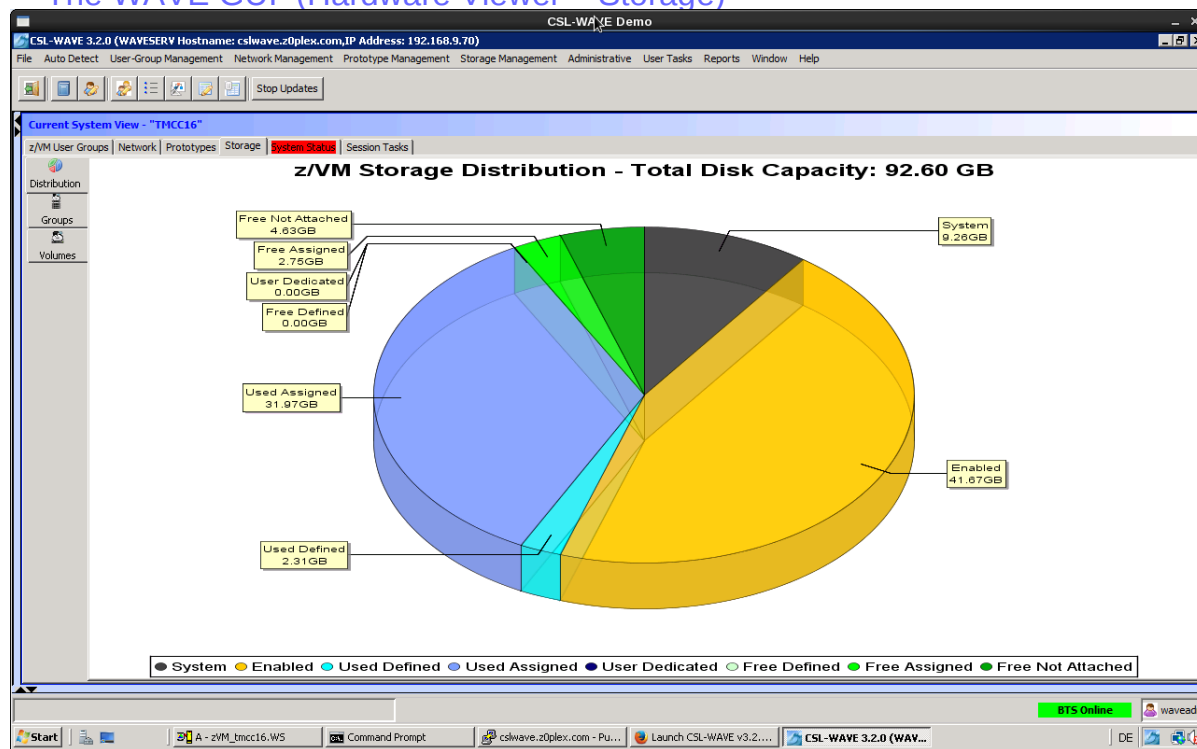 The WAVE GUI (Hardware Viewer - Storage)
CSL-WAVE Demo
CSL-WAVE 3.2.0 (WAVESERV Hostname: cslwave.z0plex.com,IP Address: 192.168.9.70)
File Auto Detect User-Group Management Network Management Prototype Management Storage Management Administrative User Tasks Reports Window Help
Stop Updates
Current System View - "TMCC16"
z/VM User Groups Network Prototypes Storage System Status Session Tasks
Distribution
Groups
Volumes
z/VM Storage Distribution - Total Disk Capacity: 92.60 GB
Free Not Attached
4.63GB
System
9.26GB
Free Assigned
2.75GB
User Dedicated
0.00GB
Free Defined
0.00GB
Used Assigned
31.97GB
Enabled
41.67GB
Used Defined
2.31GB
System Enabled Used Defined Used Assigned User Dedicated Free Defined Free Assigned Free Not Attached
BTS Online wavead
Start A - zVM_tmcc16.WS Command Prompt cslwave.z0plex.com - Pu... Launch CSL-WAVE v3.2.... CSL-WAVE 3.2.0 (WAV... DE